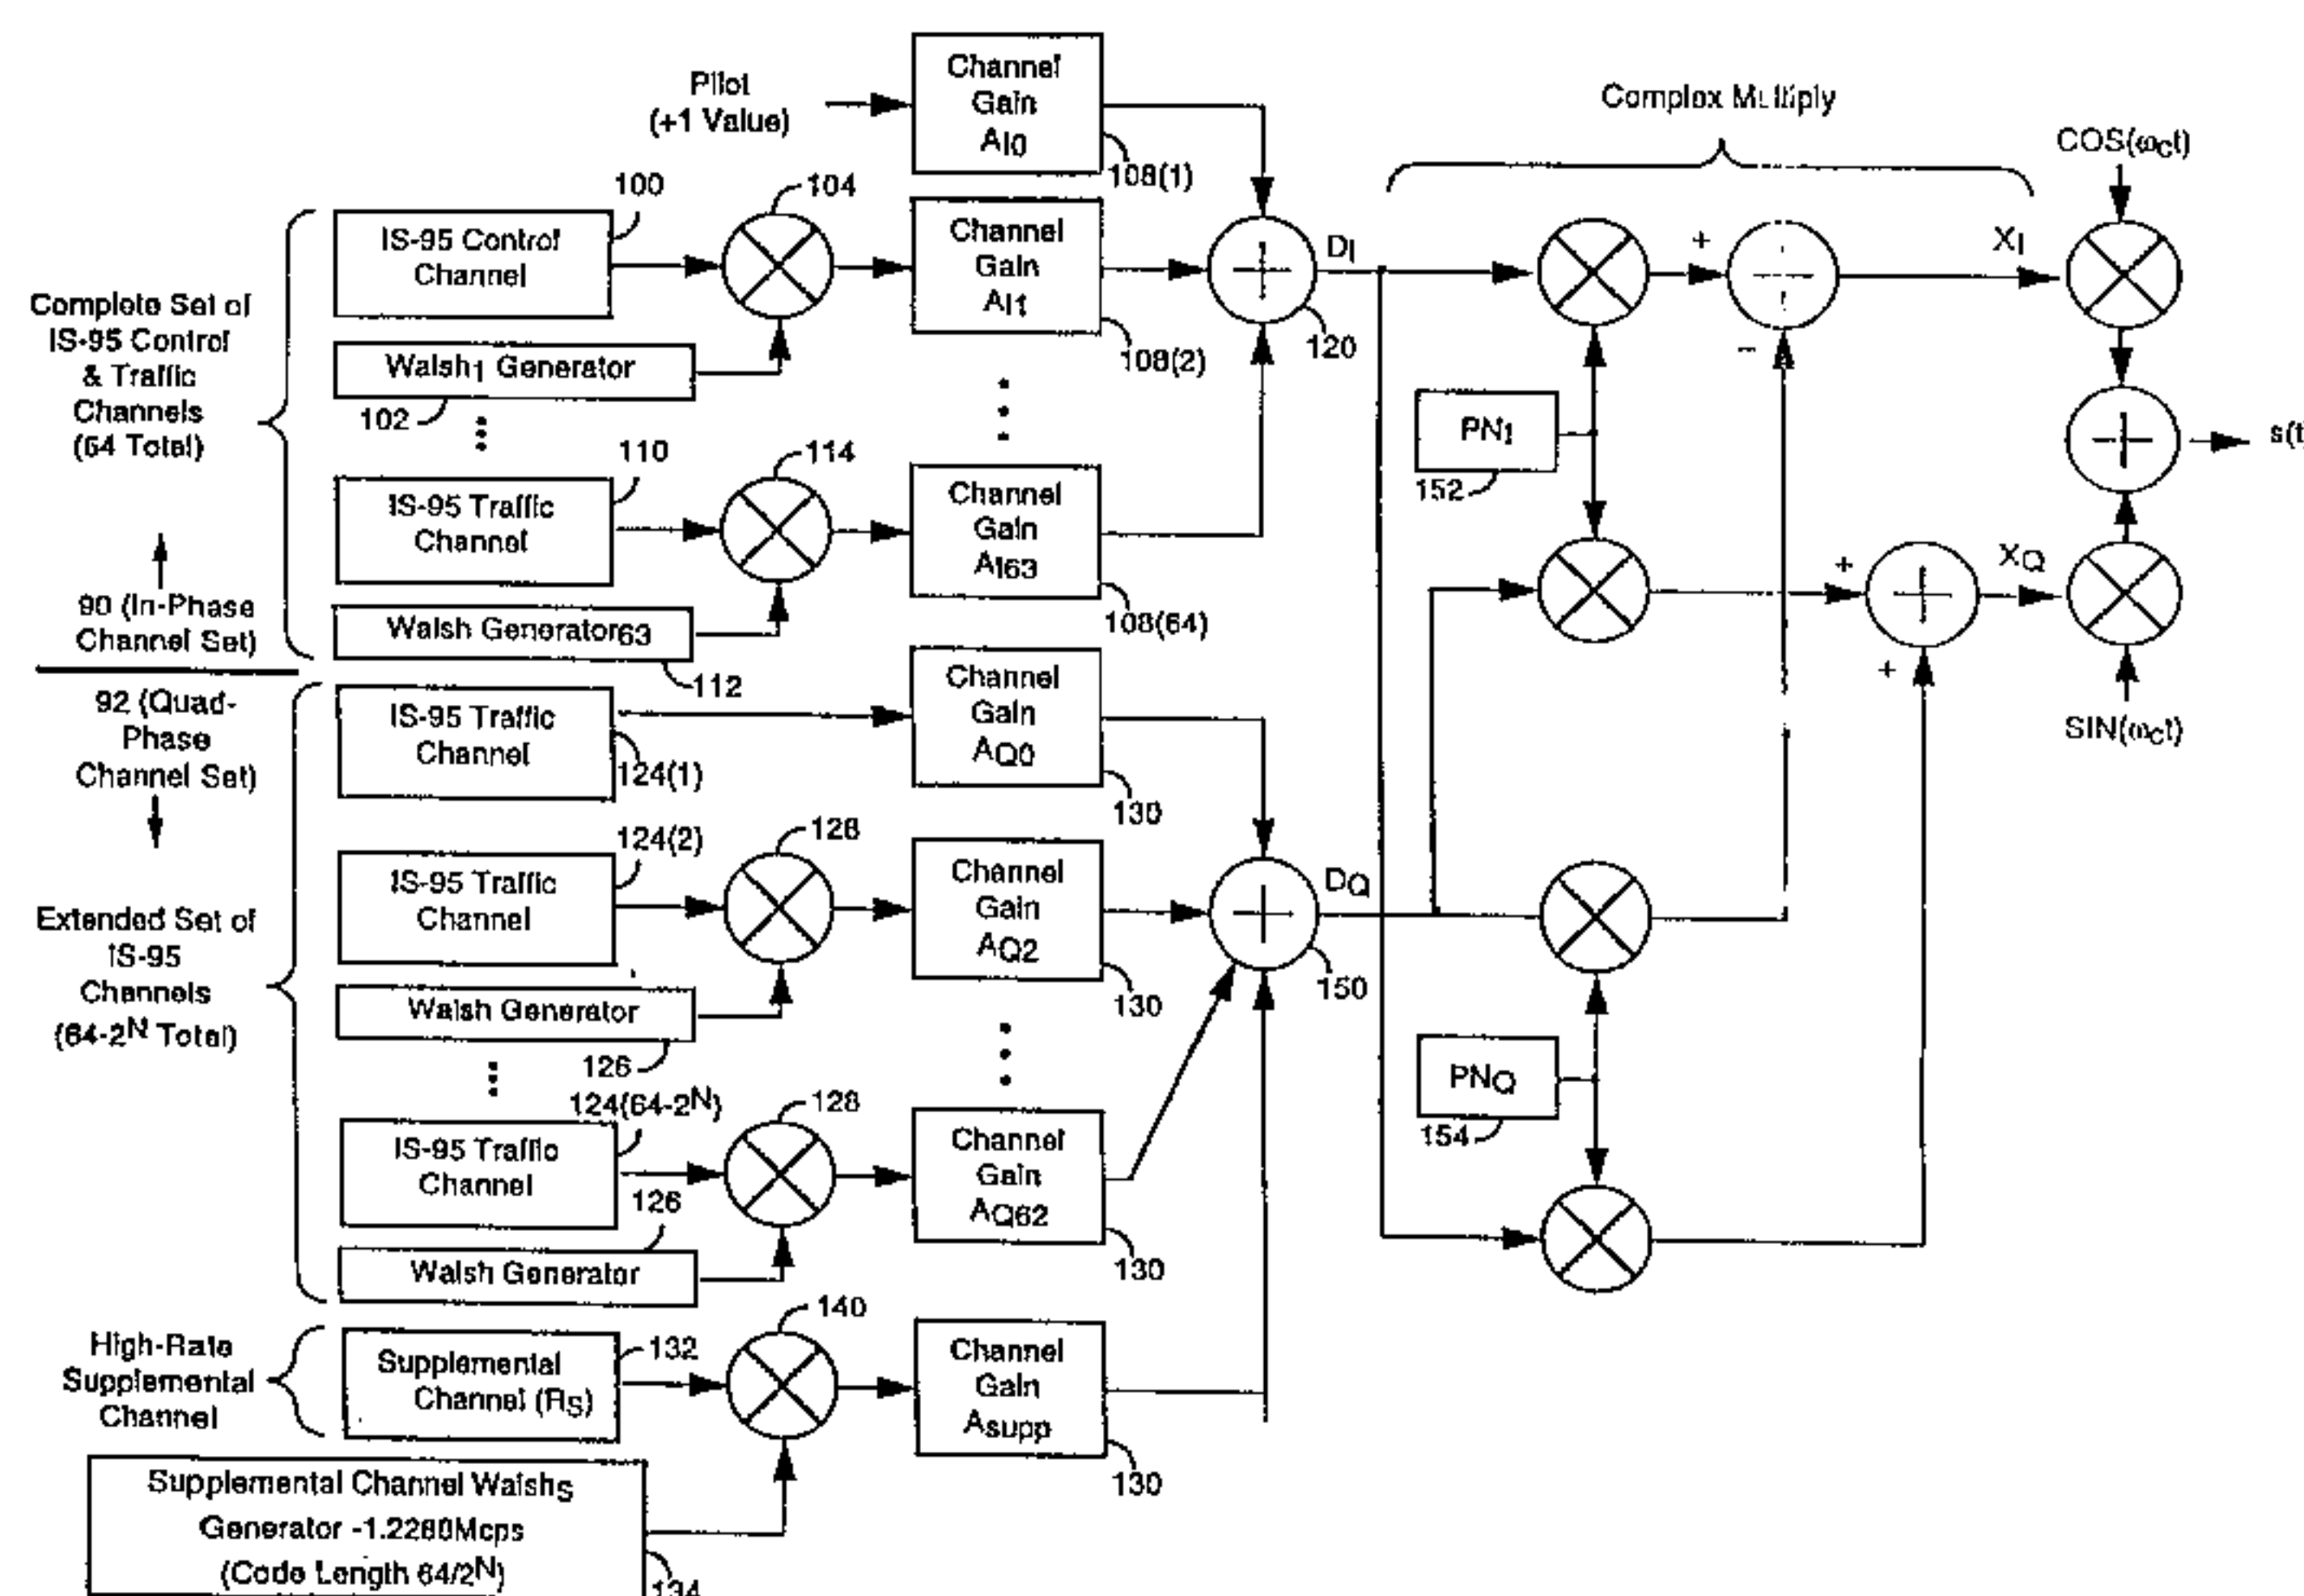 Pilot
(+1 Value)
Channel
Gain
AI0
108(1)
Complex Multiply
COS(ωct)
Complete Set of
IS-95 Control
& Traffic
Channels
(64 Total)
IS-95 Control
Channel
100
104
Walsh1 Generator
102
Channel
Gain
AI1
108(2)
DI
120
+
−
XI
PN1
152
s(t)
IS-95 Traffic
Channel
110
114
Walsh Generator63
112
Channel
Gain
AI63
108(64)
+
+
XQ
SIN(ωct)
90 (In-Phase
Channel Set)
92 (Quad-
Phase
Channel Set)
IS-95 Traffic
Channel
124(1)
Channel
Gain
AQ0
130
Extended Set of
IS-95
Channels
(64-2N Total)
IS-95 Traffic
Channel
124(2)
128
Walsh Generator
126
Channel
Gain
AQ2
130
DQ
150
PNQ
154
IS-95 Traffic
Channel
124(64-2N)
128
126
Walsh Generator
Channel
Gain
AQ62
130
High-Rate
Supplemental
Channel
Supplemental
Channel (RS)
132
140
Channel
Gain
Asupp
130
Supplemental Channel WalshS
Generator -1.2280Mcps
(Code Length 64/2N)
134